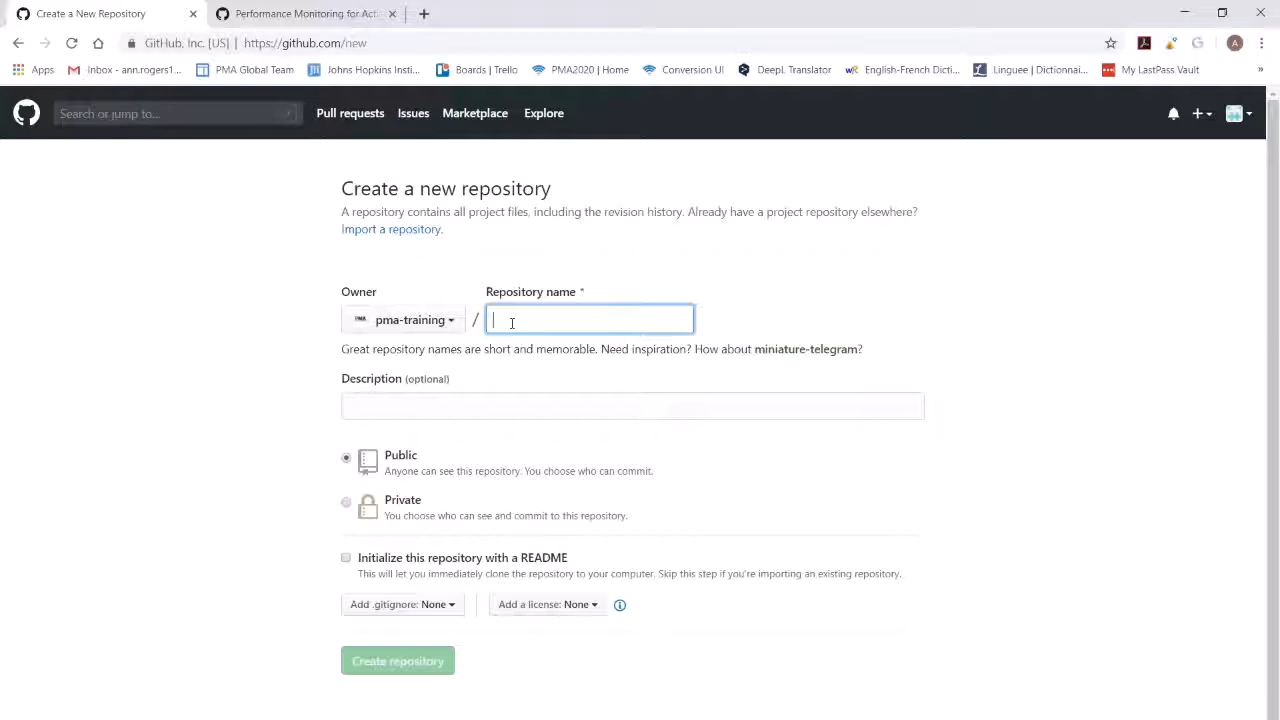 Create a New Repository
Performance Monitoring for Act
GitHub, Inc. [US] | https://github.com/new
Apps
Inbox - ann.rogers1...
PMA Global Team
Johns Hopkins Insti...
Boards | Trello
PMA2020 | Home
Conversion UI
DeepL Translator
English-French Dicti...
Linguee | Dictionnai...
My LastPass Vault
»
Search or jump to...
/
Pull requests
Issues
Marketplace
Explore
Create a new repository
A repository contains all project files, including the revision history. Already have a project repository elsewhere?
Import a repository.
Owner
Repository name *
PMA
pma-training
/
Great repository names are short and memorable. Need inspiration? How about miniature-telegram?
Description (optional)
Public
Anyone can see this repository. You choose who can commit.
Private
You choose who can see and commit to this repository.
Initialize this repository with a README
This will let you immediately clone the repository to your computer. Skip this step if you're importing an existing repository.
Add .gitignore: None
Add a license: None
Create repository